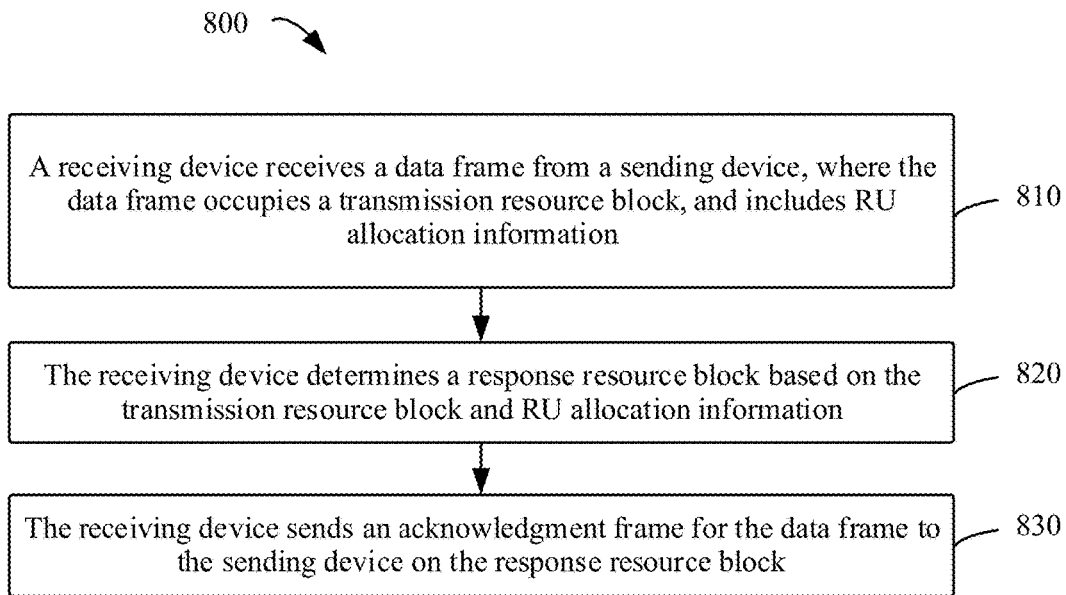 800
A receiving device receives a data frame from a sending device, where the
data frame occupies a transmission resource block, and includes RU
allocation information
810
The receiving device determines a response resource block based on the
transmission resource block and RU allocation information
820
The receiving device sends an acknowledgment frame for the data frame to
the sending device on the response resource block
830